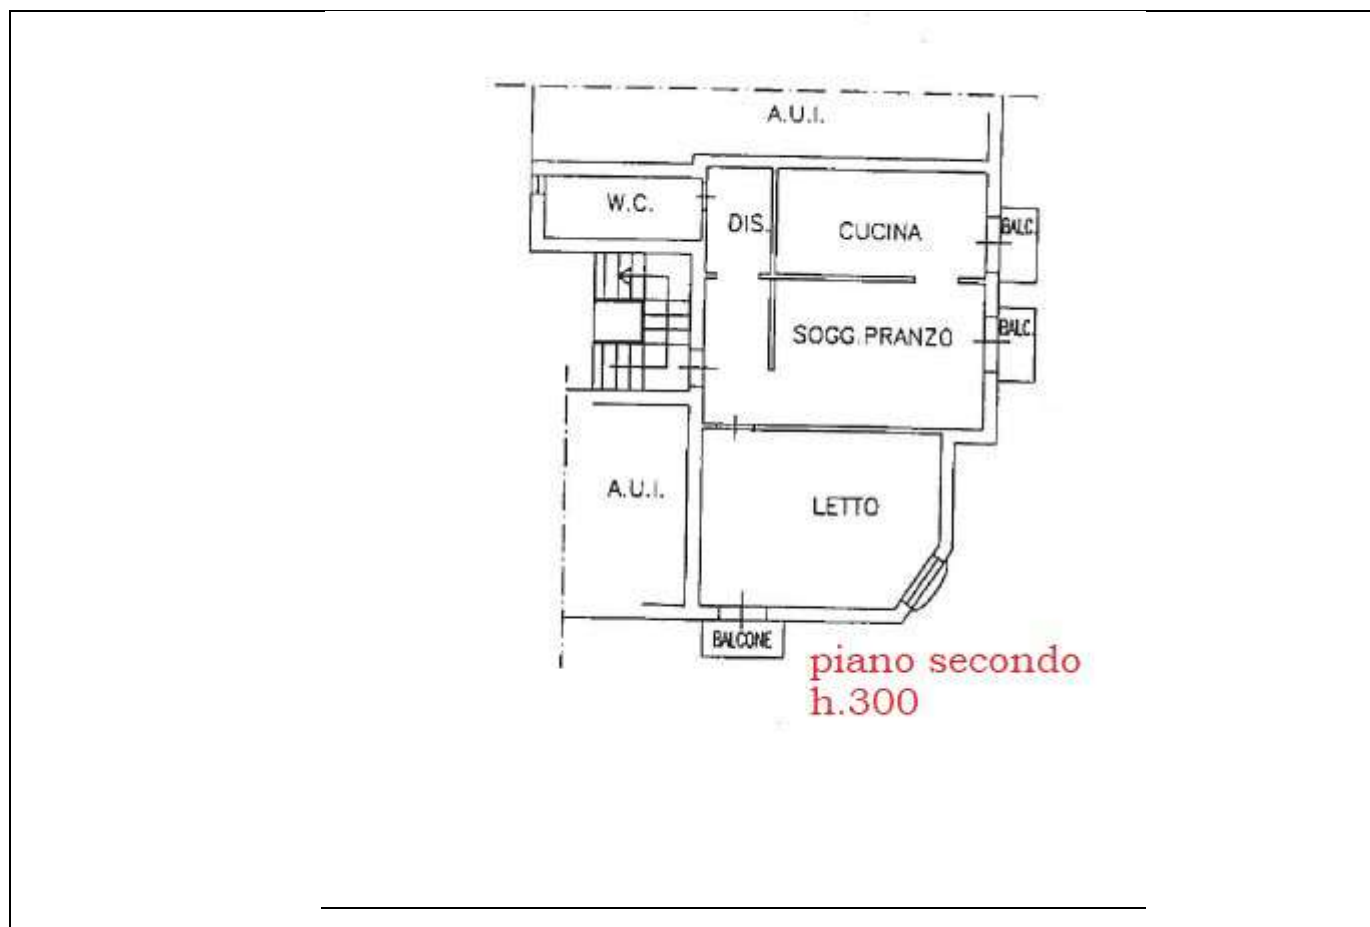 A.U.I.
W.C.
DIS.
CUCINA
BALC.
SOGG. PRANZO
BALC.
A.U.I.
LETTO
BALCONE
piano secondo
h.300